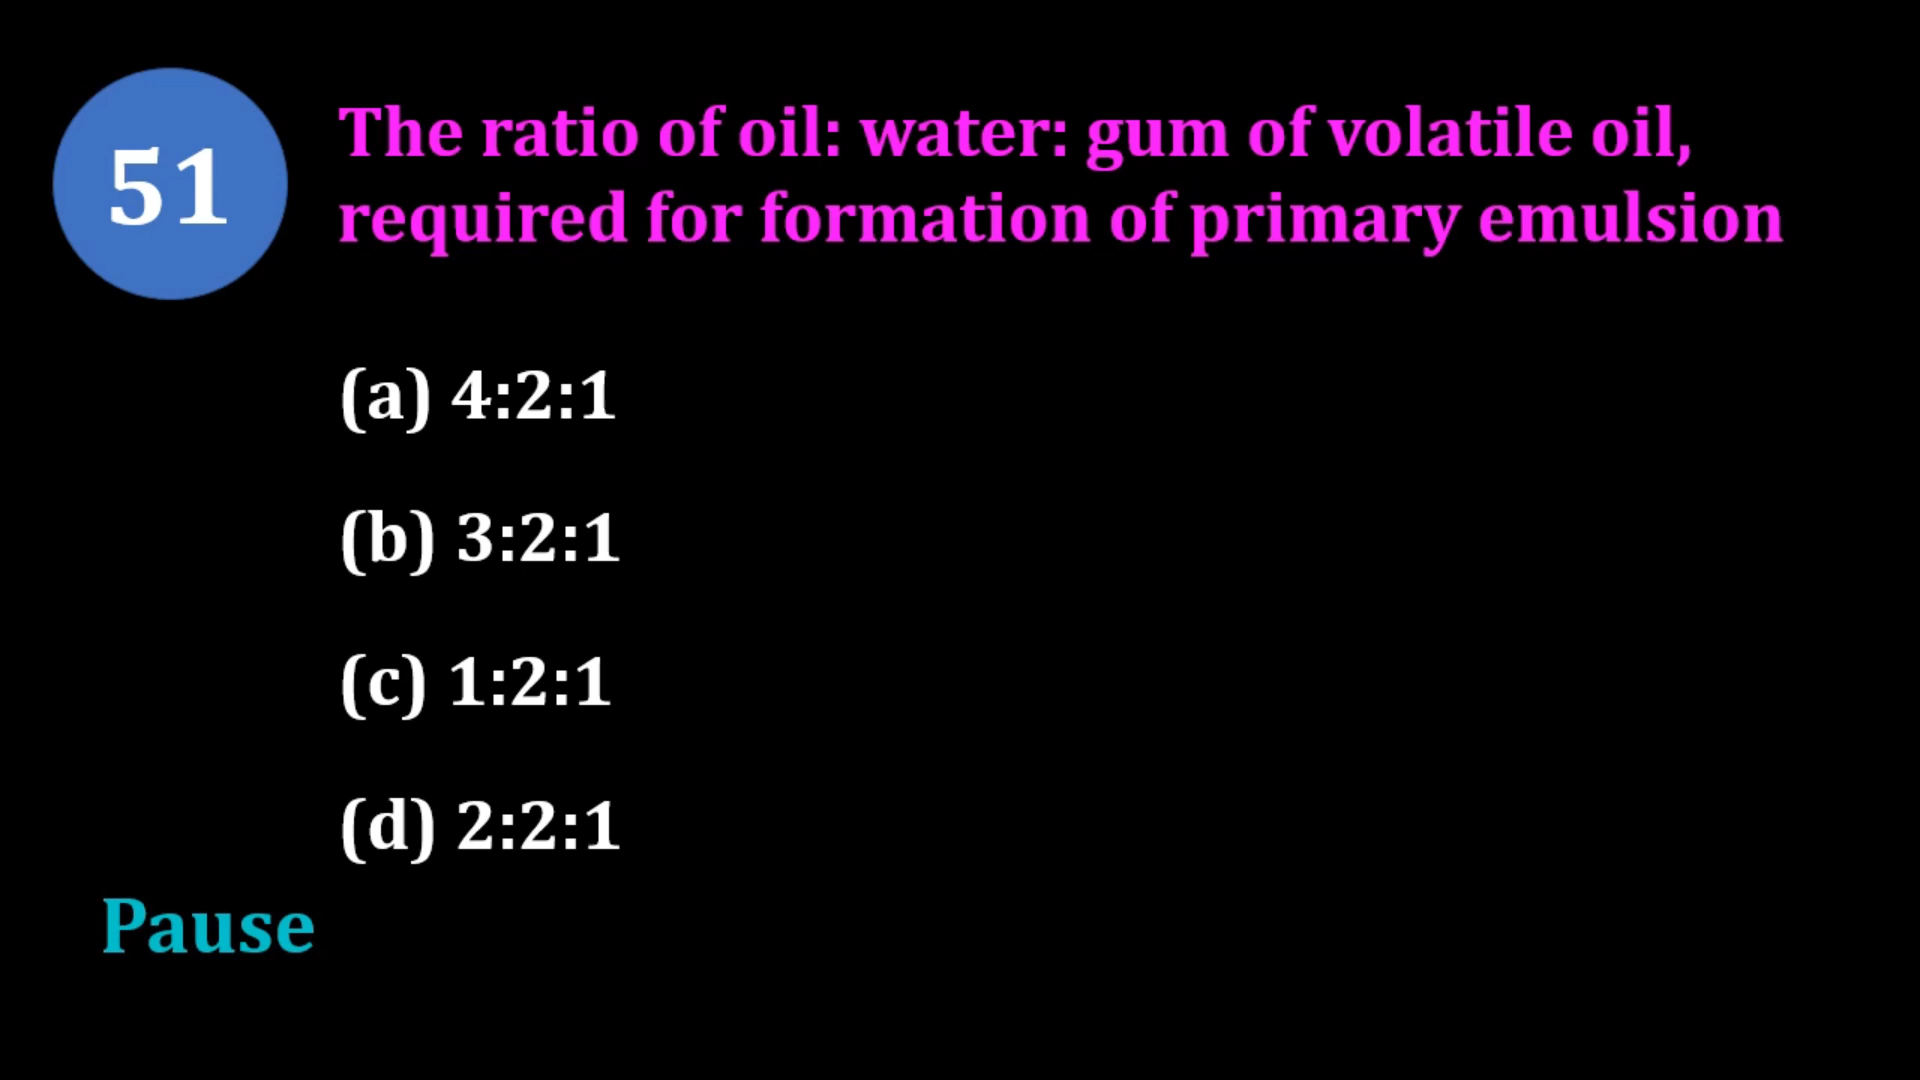 51
The ratio of oil: water: gum of volatile oil,
required for formation of primary emulsion
(a) 4:2:1
(b) 3:2:1
(c) 1:2:1
(d) 2:2:1
Pause